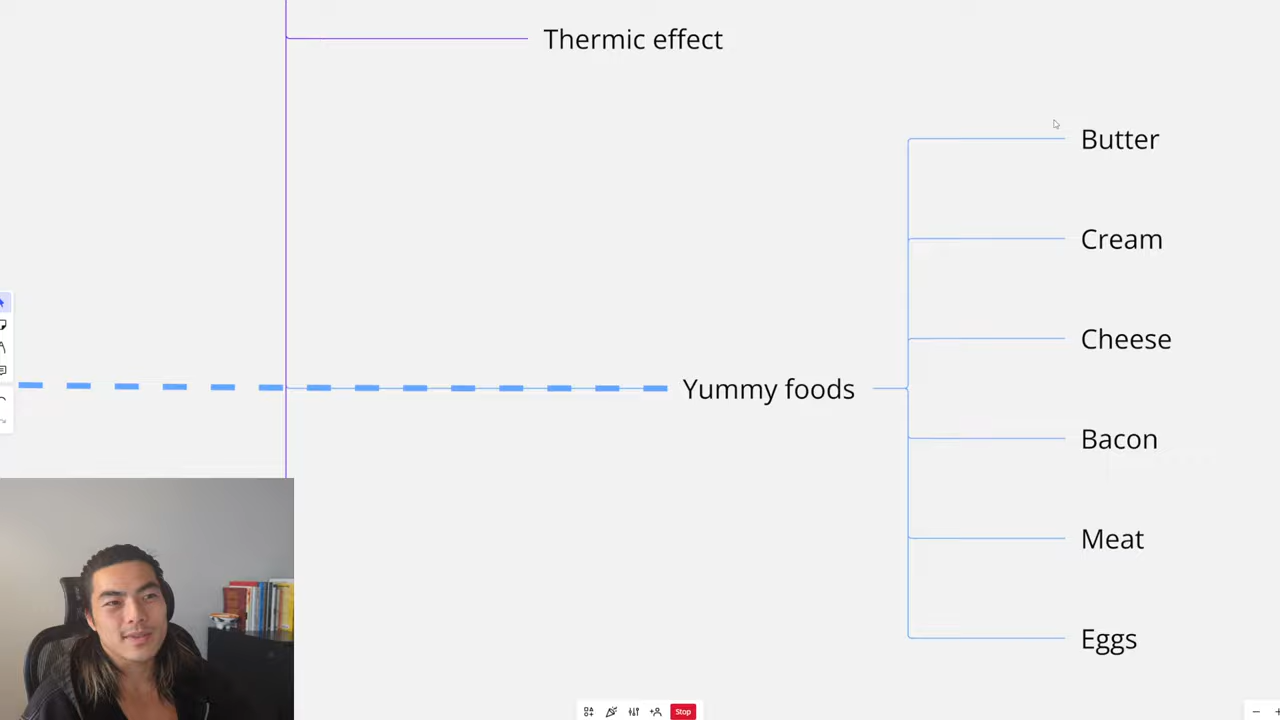 Thermic effect
Butter
Cream
Cheese
Yummy foods
Bacon
Meat
Eggs
Stop